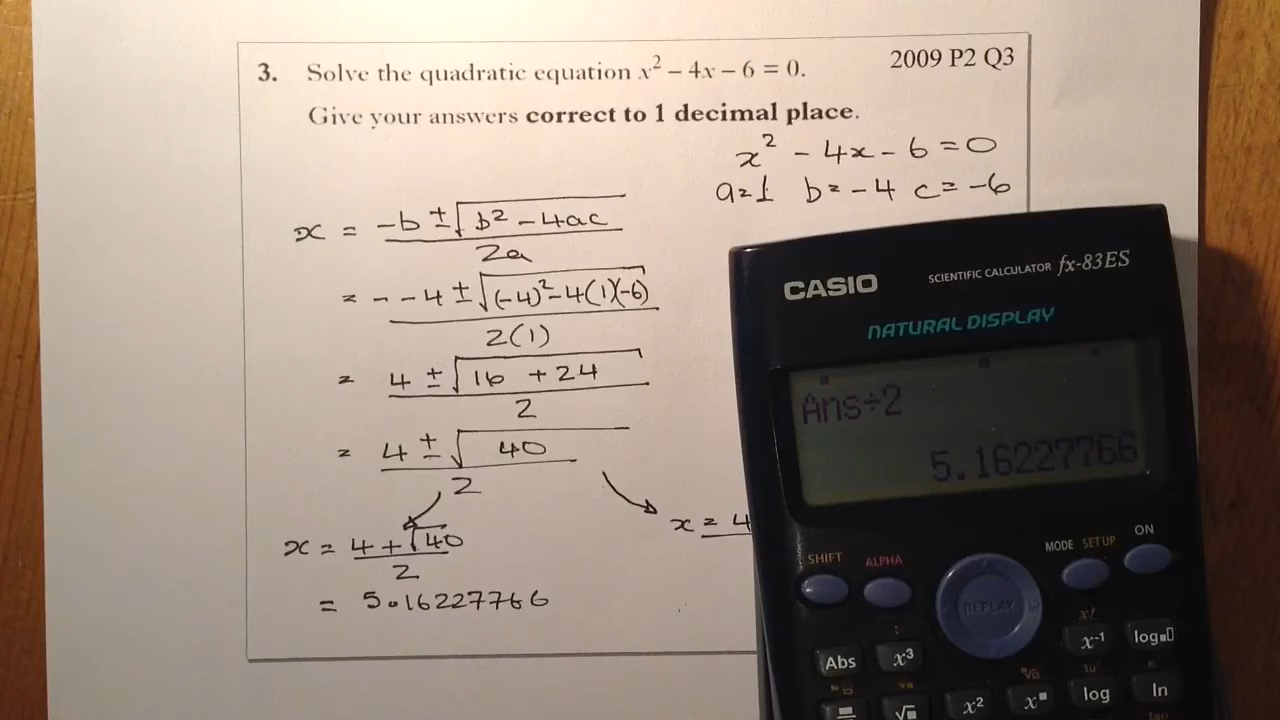 3. Solve the quadratic equation x² – 4x – 6 = 0. 2009 P2 Q3
Give your answers correct to 1 decimal place.
x² - 4x - 6 = 0
a=1 b=-4 c=-6
x = (-b ± √(b² - 4ac)) / 2a
= (- -4 ± √((-4)² - 4(1)(-6))) / 2(1)
= (4 ± √(16 + 24)) / 2
= (4 ± √40) / 2
x = (4 + √40) / 2
= 5.16227766
x = 4
CASIO SCIENTIFIC CALCULATOR fx-83ES
NATURAL DISPLAY
Ans÷2
5.16227766
SHIFT ALPHA MODE SETUP ON
REPLAY
x!
Abs x³ x⁻¹ log
x² x■ log ln